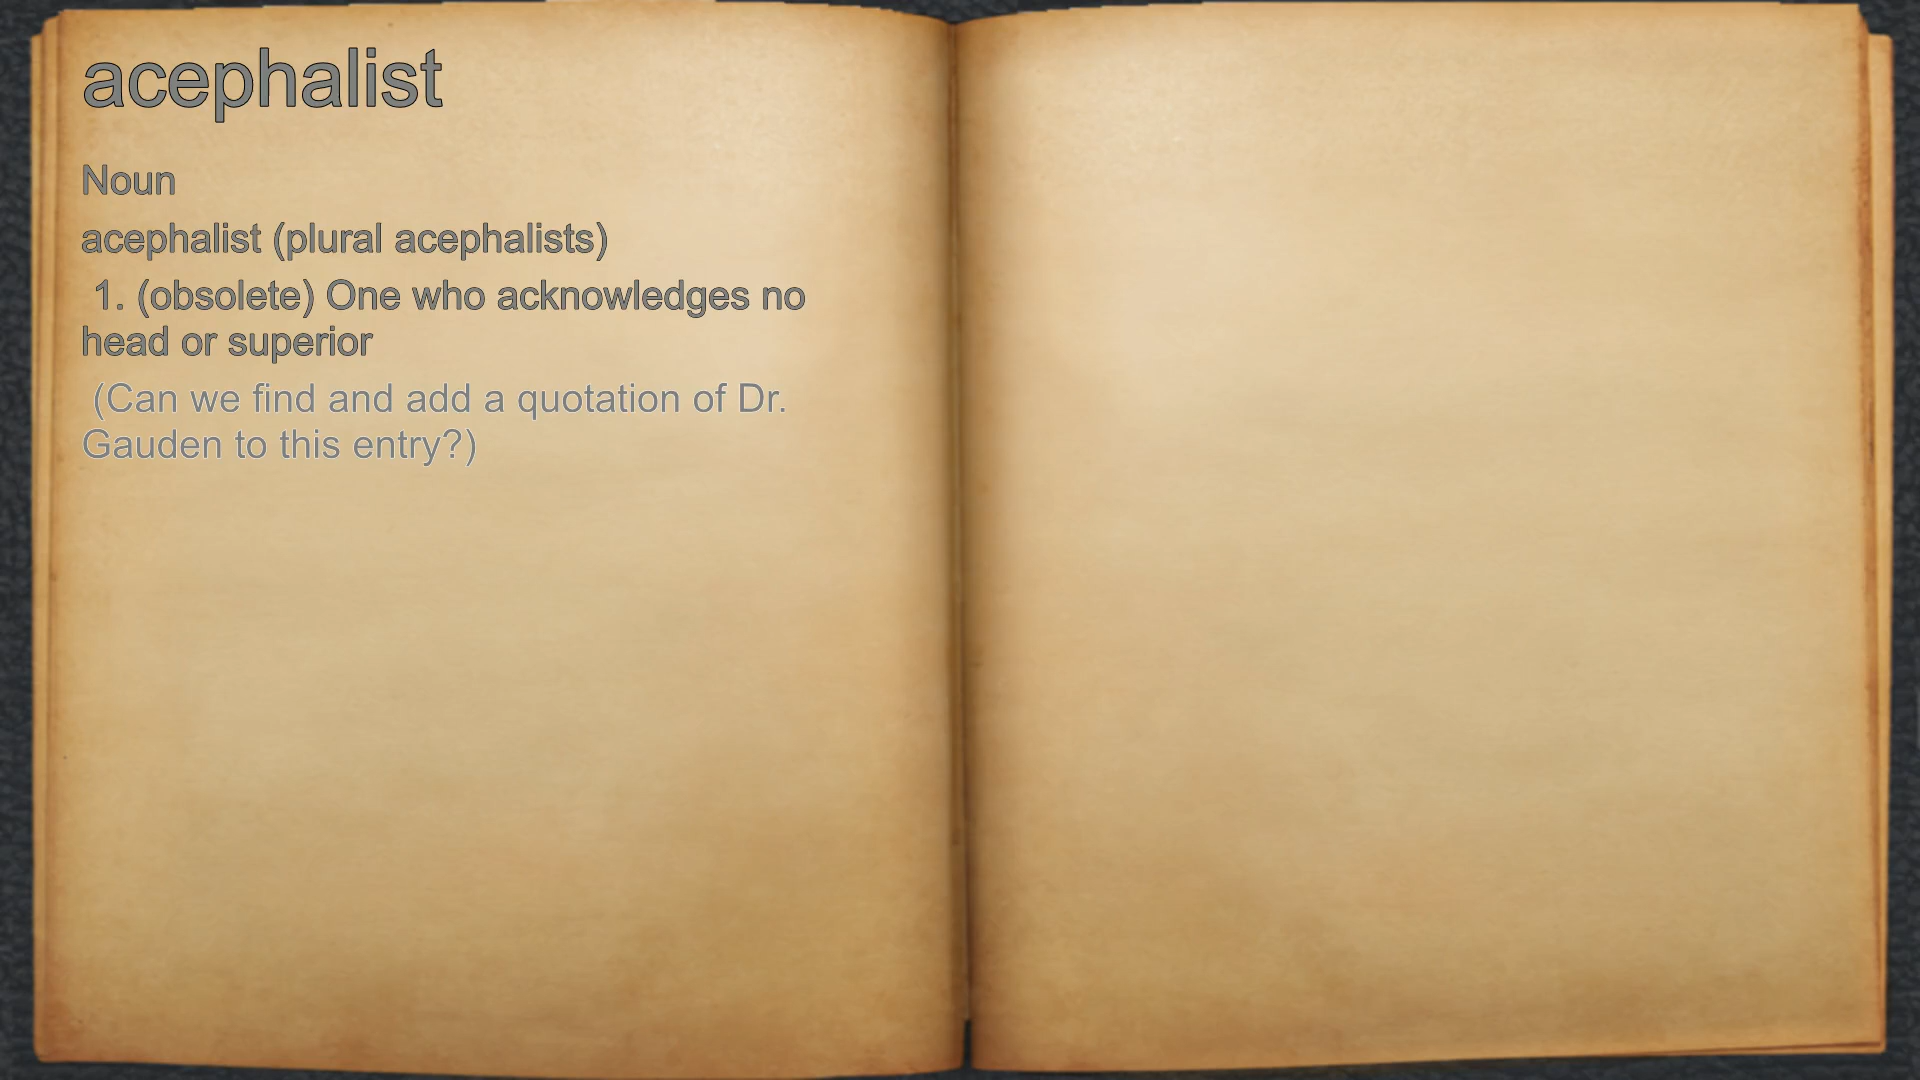 acephalist
Noun
acephalist (plural acephalists)
1. (obsolete) One who acknowledges no
head or superior
(Can we find and add a quotation of Dr.
Gauden to this entry?)